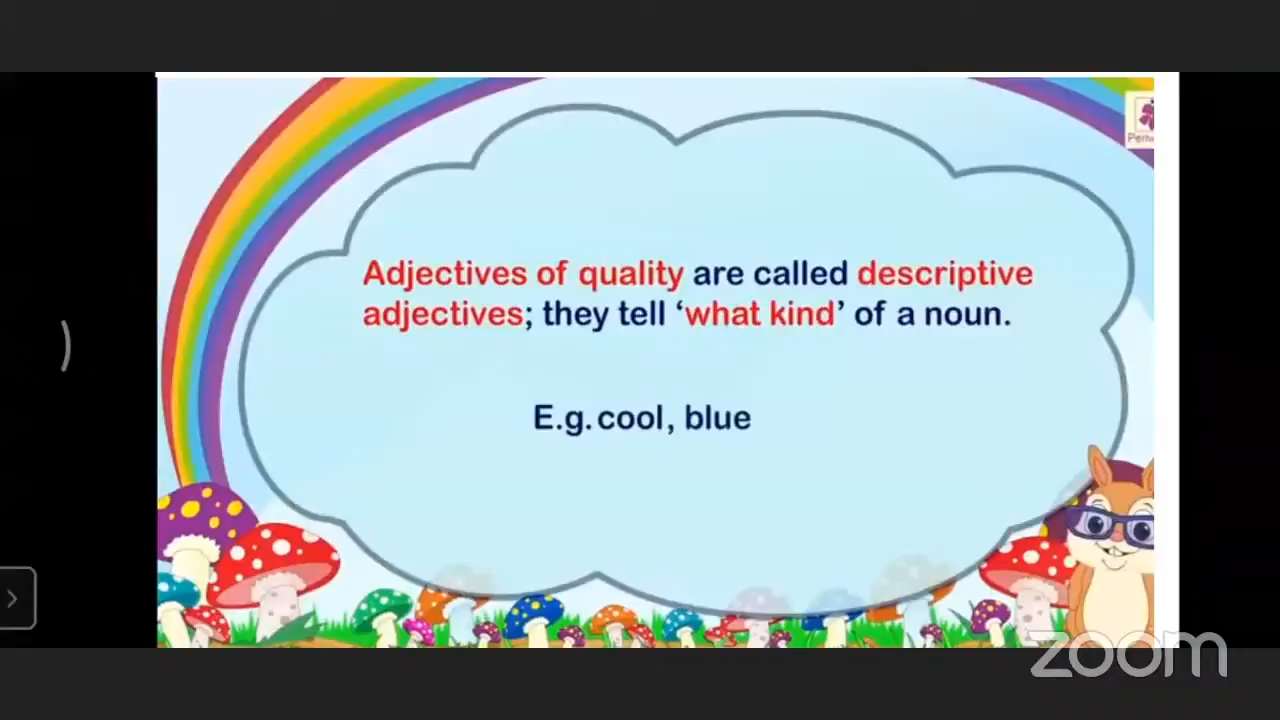 Adjectives of quality are called descriptive
adjectives; they tell ‘what kind’ of a noun.
E.g. cool, blue
zoom